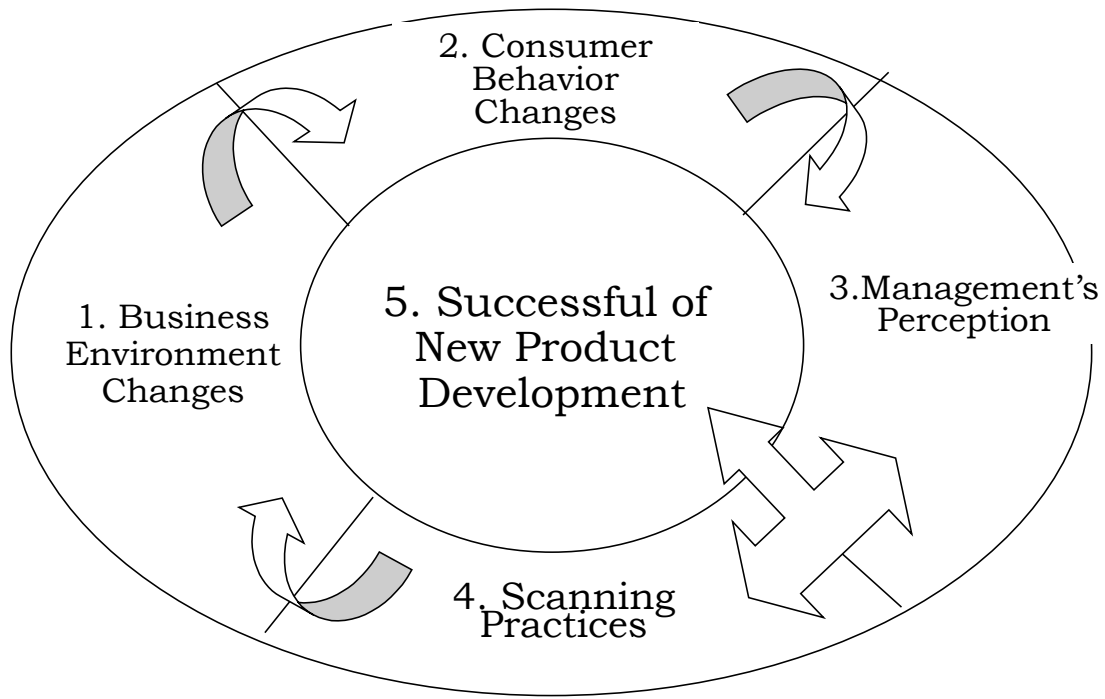 1. Business
Environment
Changes
2. Consumer
Behavior
Changes
3.Management’s
Perception
4. Scanning
Practices
5. Successful of
New Product
Development